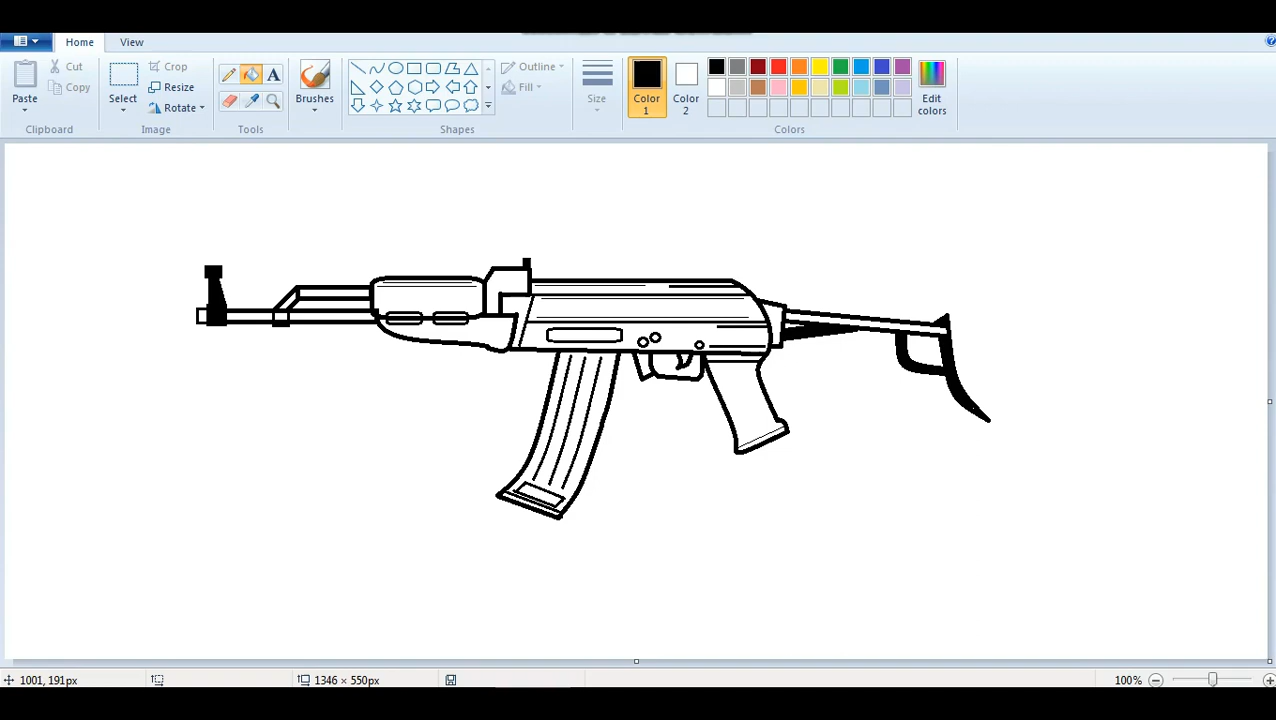 Home View
Paste Cut
Copy
Clipboard
Select Crop
Resize
Rotate
Image
A
Tools
Brushes
Outline
Fill
Shapes
Size
Color
1
Color
2
Edit
colors
Colors
1001, 191px
1346 × 550px
100%